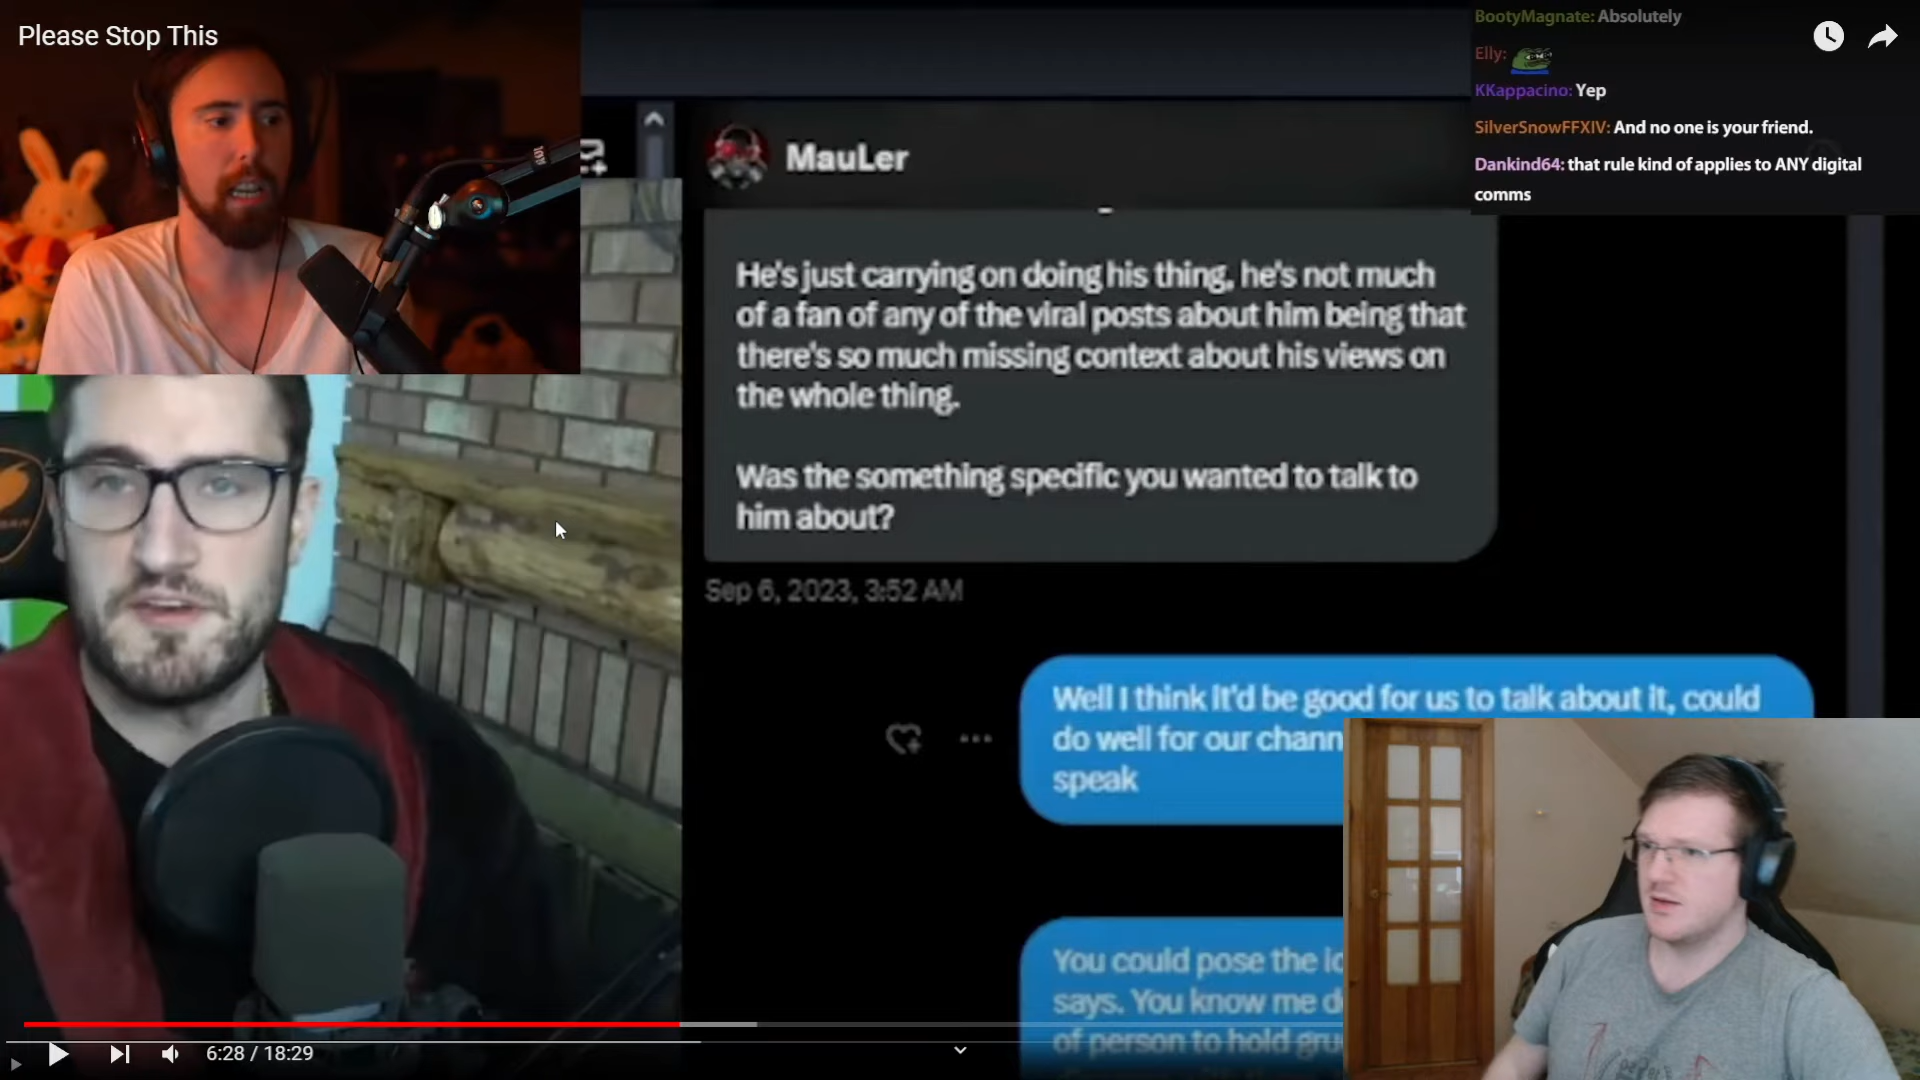 Please Stop This
BootyMagnate: Absolutely
Elly:
KKappacino: Yep
SilverSnowFFXIV: And no one is your friend.
Dankind64: that rule kind of applies to ANY digital
comms
MauLer
He's just carrying on doing his thing, he's not much
of a fan of any of the viral posts about him being that
there's so much missing context about his views on
the whole thing.
Was the something specific you wanted to talk to
him about?
Sep 6, 2023, 3:52 AM
Well I think it'd be good for us to talk about it, could
do well for our chann
speak
You could pose the
says. You know me
of person to hold
6:28 / 18:29